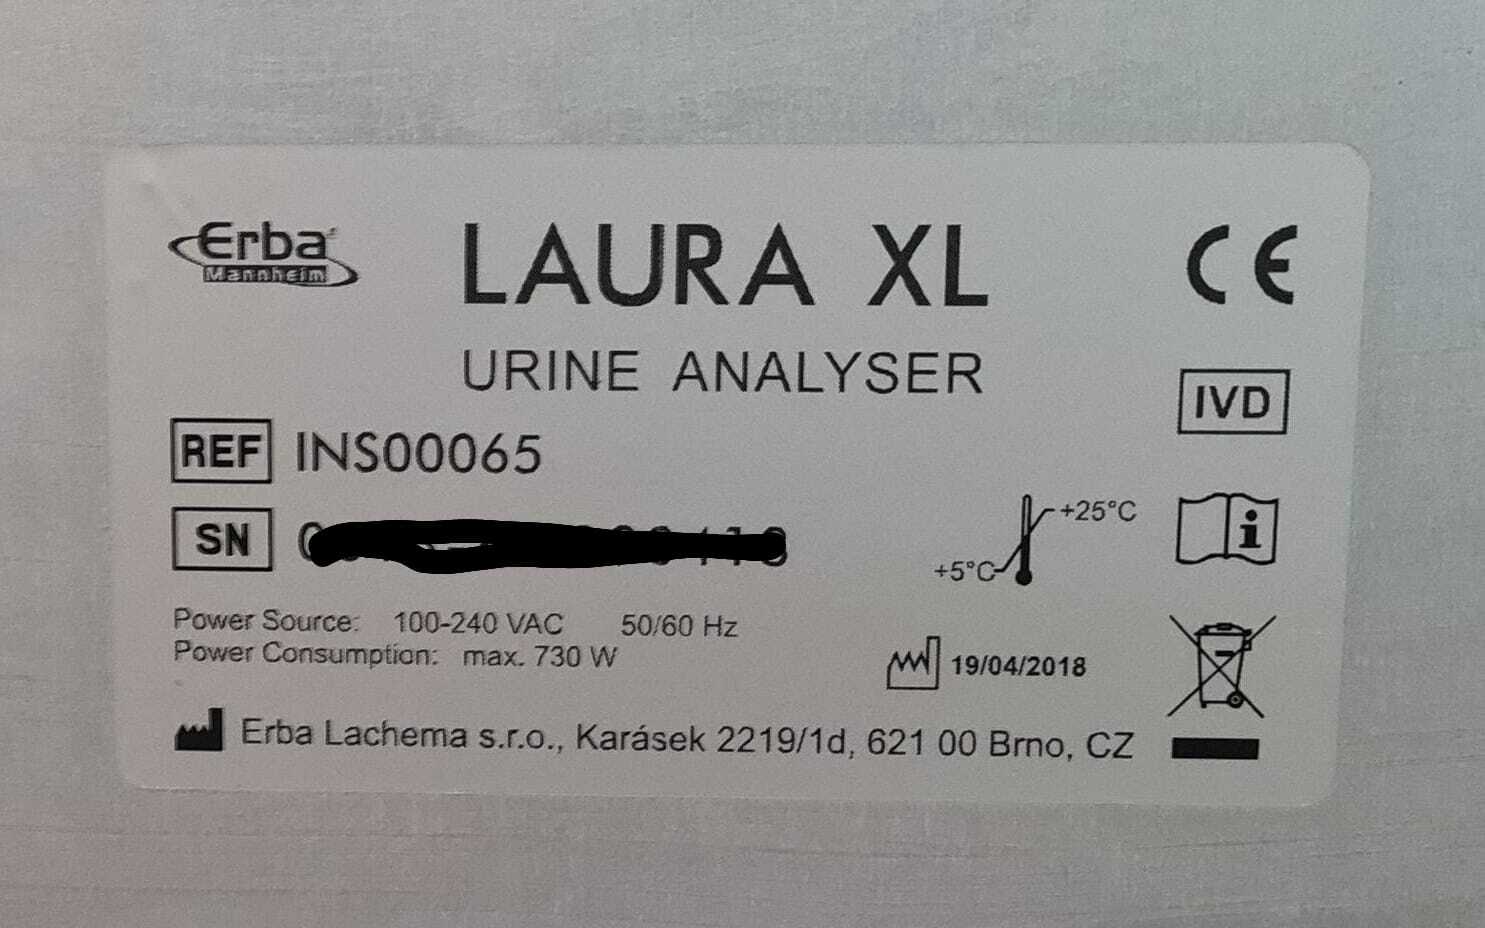 Erba
Mannheim
LAURA XL
CE
URINE ANALYSER
IVD
REF INS00065
SN
+25°C
+5°C
i
Power Source: 100-240 VAC 50/60 Hz
Power Consumption: max. 730 W
19/04/2018
Erba Lachema s.r.o., Karásek 2219/1d, 621 00 Brno, CZ